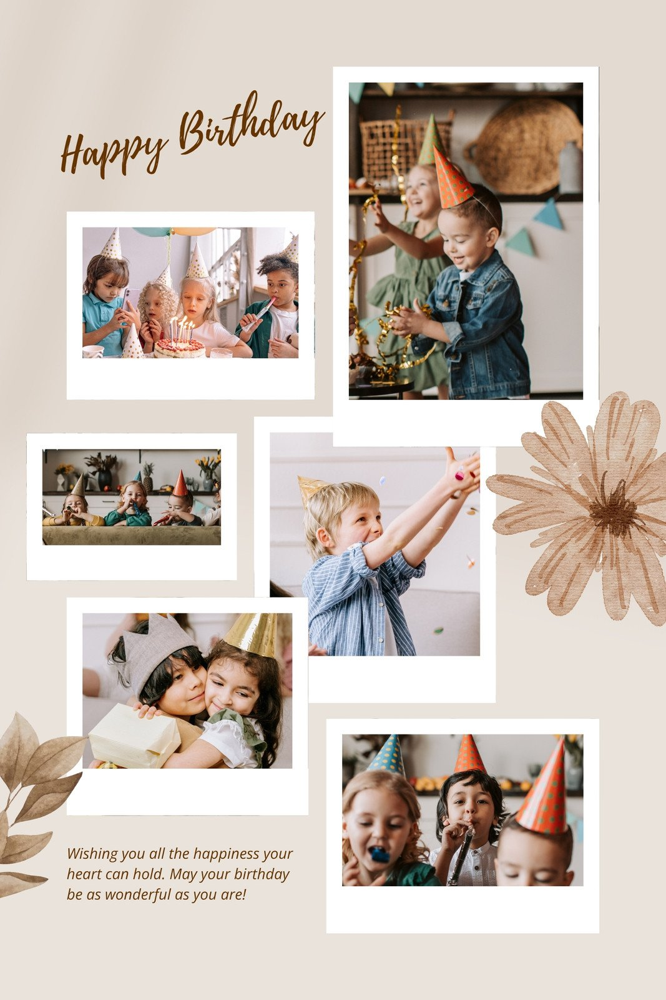 Happy Birthday
Wishing you all the happiness your
heart can hold. May your birthday
be as wonderful as you are!